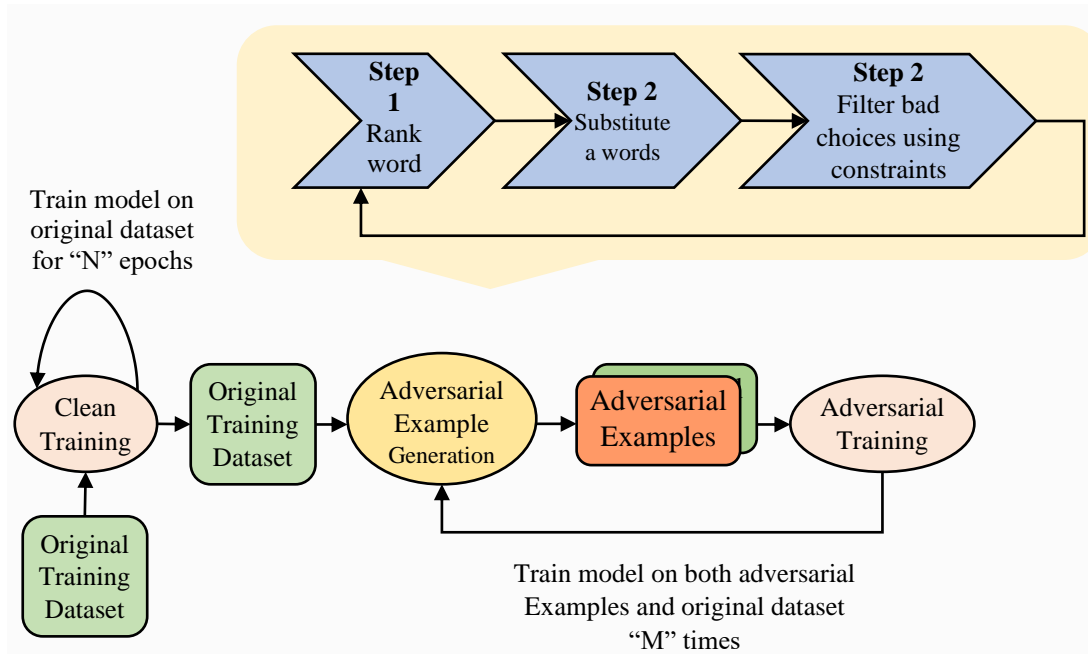 Step
1
Rank
word
Step 2
Substitute
a words
Step 2
Filter bad
choices using
constraints
Train model on
original dataset
for “N” epochs
Clean
Training
Original
Training
Dataset
Adversarial
Example
Generation
Adversarial
Examples
Adversarial
Training
Original
Training
Dataset
Train model on both adversarial
Examples and original dataset
“M” times